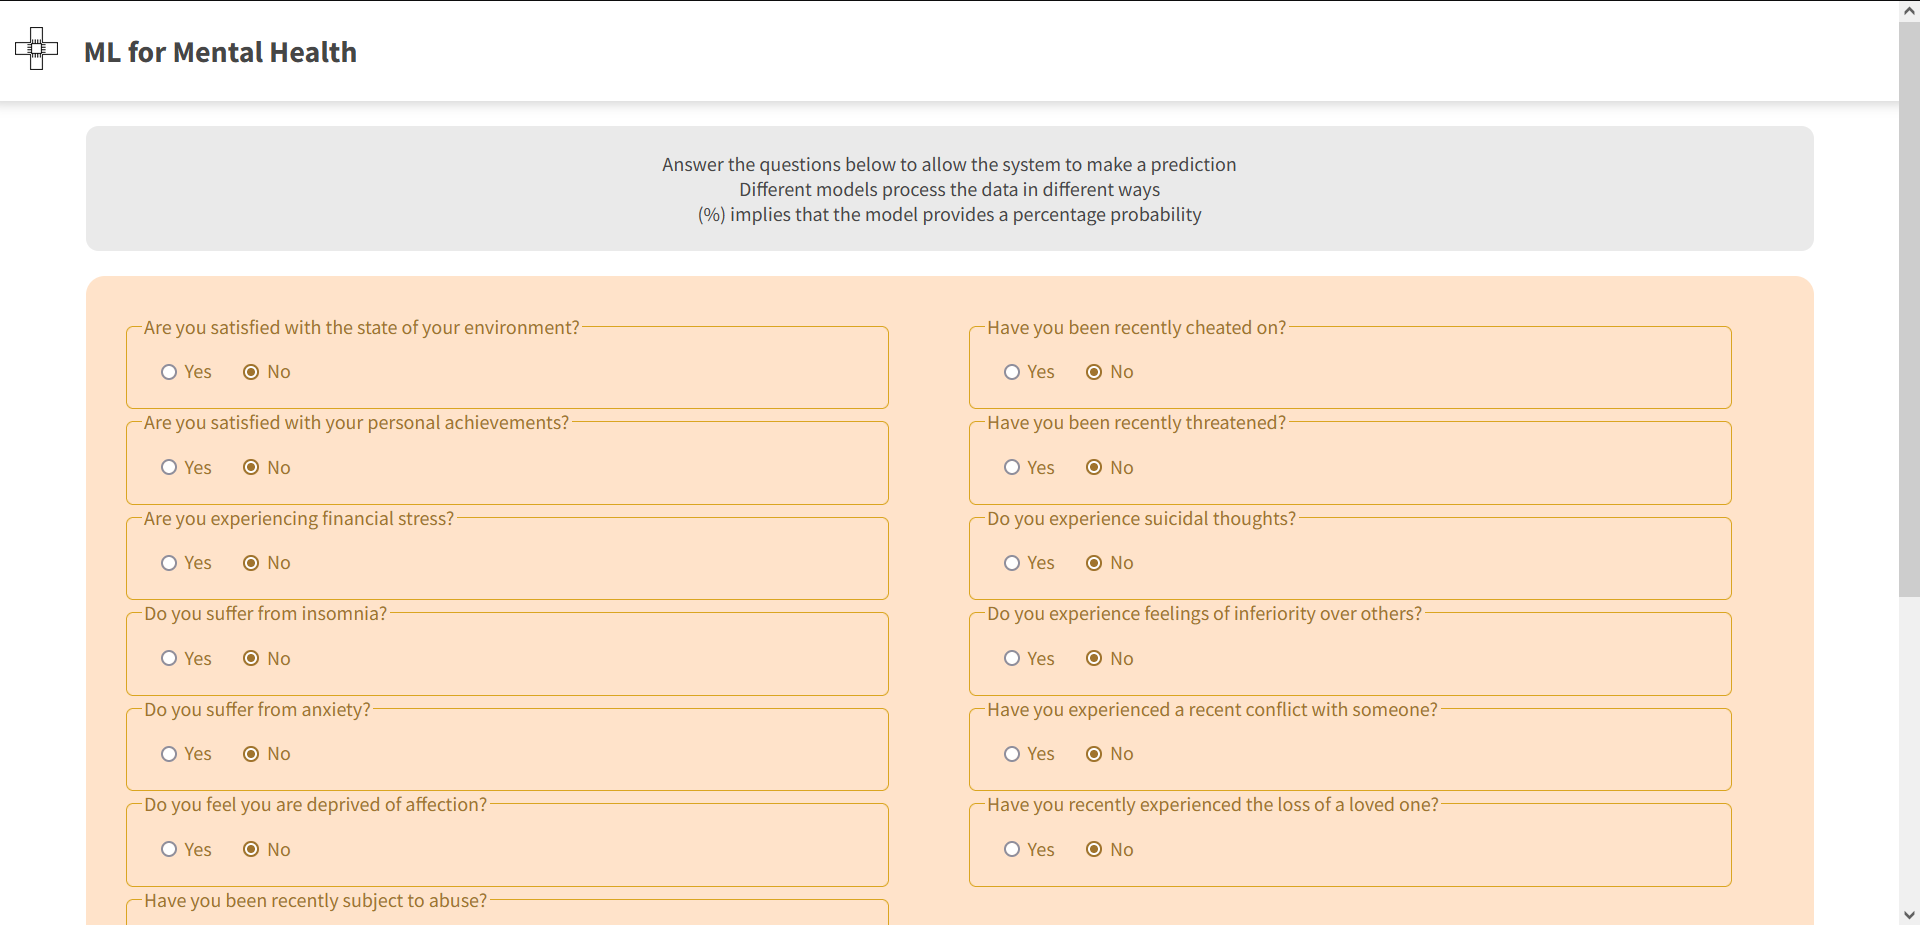 ML for Mental Health
Answer the questions below to allow the system to make a prediction
Different models process the data in different ways
(%) implies that the model provides a percentage probability
Are you satisfied with the state of your environment?
Yes No
Are you satisfied with your personal achievements?
Yes No
Are you experiencing financial stress?
Yes No
Do you suffer from insomnia?
Yes No
Do you suffer from anxiety?
Yes No
Do you feel you are deprived of affection?
Yes No
Have you been recently subject to abuse?
Have you been recently cheated on?
Yes No
Have you been recently threatened?
Yes No
Do you experience suicidal thoughts?
Yes No
Do you experience feelings of inferiority over others?
Yes No
Have you experienced a recent conflict with someone?
Yes No
Have you recently experienced the loss of a loved one?
Yes No